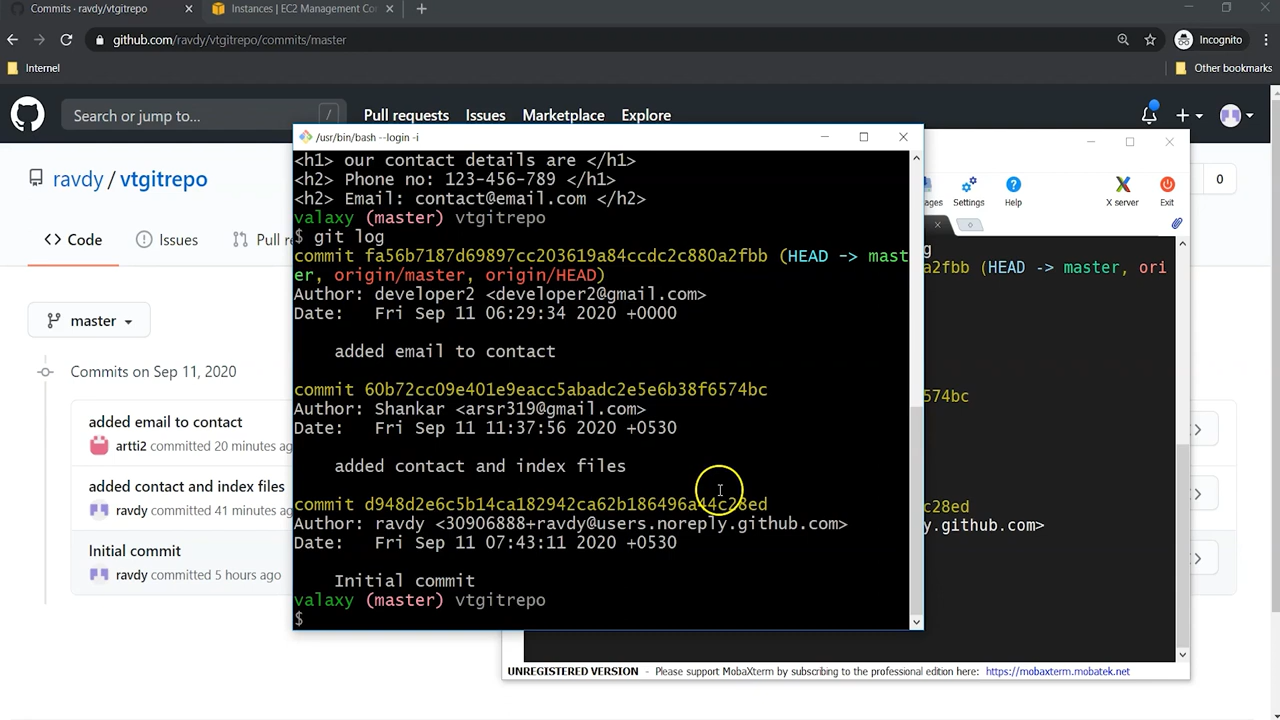 Commits · ravdy/vtgitrepo
Instances | EC2 Management Co
github.com/ravdy/vtgitrepo/commits/master
Incognito
Internet
Other bookmarks
Search or jump to...
/
Pull requests
Issues
Marketplace
Explore
ravdy / vtgitrepo
0
Code
Issues
Pull re
master
Commits on Sep 11, 2020
added email to contact
artti2 committed 20 minutes ag
added contact and index files
ravdy committed 41 minutes ag
Initial commit
ravdy committed 5 hours ago
/usr/bin/bash --login -i
<h1> our contact details are </h1>
<h2> Phone no: 123-456-789 </h1>
<h2> Email: contact@email.com </h2>
valaxy (master) vtgitrepo
$ git log
commit fa56b7187d69897cc203619a84ccdc2c880a2fbb (HEAD -> mast
er, origin/master, origin/HEAD)
Author: developer2 <developer2@gmail.com>
Date:   Fri Sep 11 06:29:34 2020 +0000
added email to contact
commit 60b72cc09e401e9eacc5abadc2e5e6b38f6574bc
Author: Shankar <arsr319@gmail.com>
Date:   Fri Sep 11 11:37:56 2020 +0530
added contact and index files
commit d948d2e6c5b14ca182942ca62b186496a44c28ed
Author: ravdy <30906888+ravdy@users.noreply.github.com>
Date:   Fri Sep 11 07:43:11 2020 +0530
Initial commit
valaxy (master) vtgitrepo
$
ages
Settings
Help
X server
Exit
g
a2fbb (HEAD -> master, ori
574bc
c28ed
y.github.com>
UNREGISTERED VERSION - Please support MobaXterm by subscribing to the professional edition here: https://mobaxterm.mobatek.net